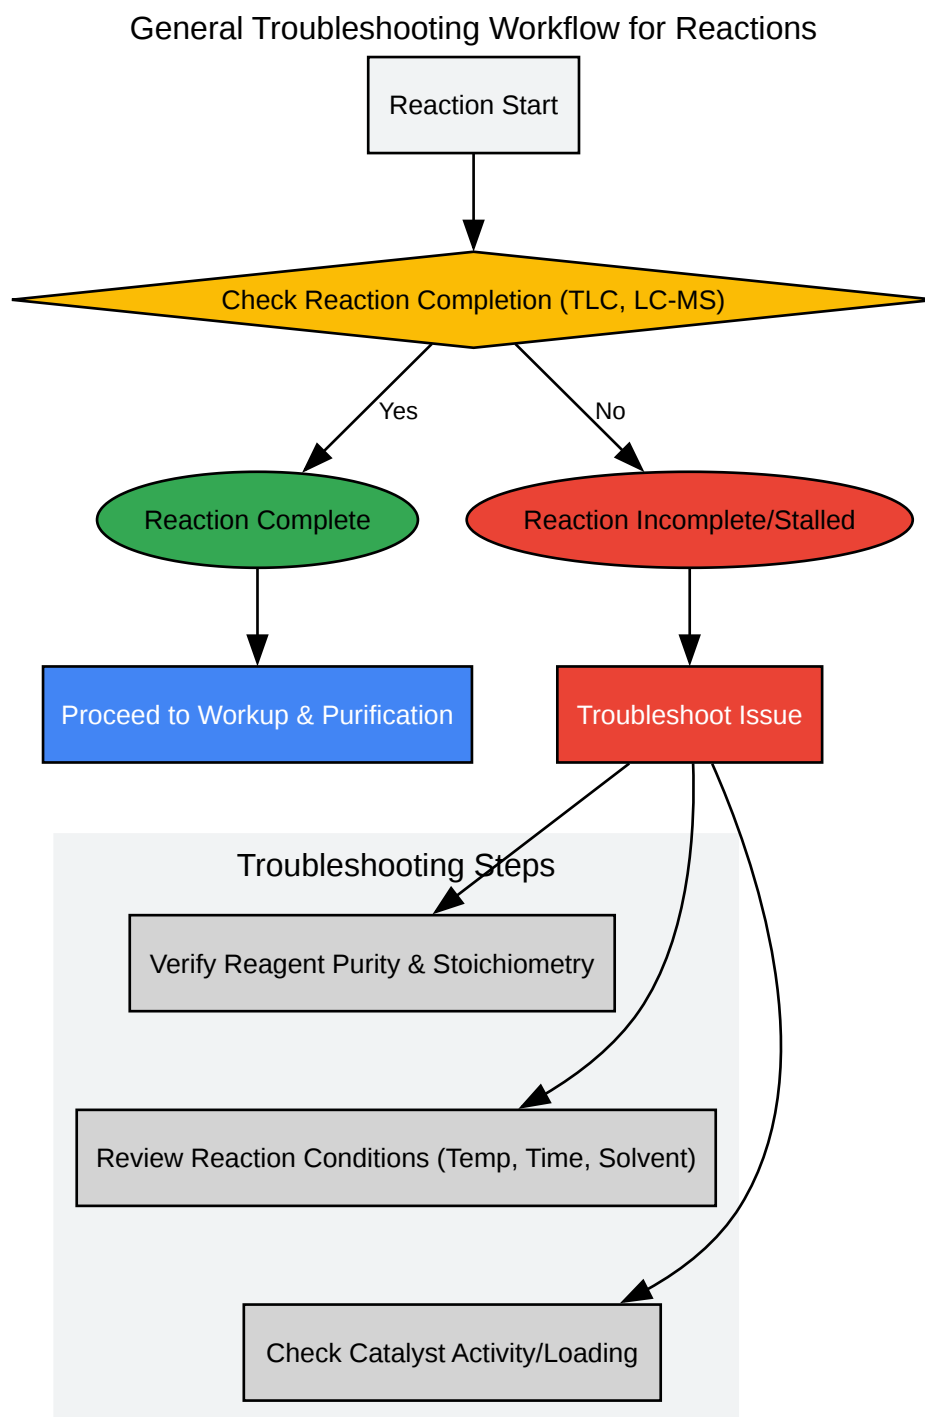 General Troubleshooting Workflow for Reactions
Reaction Start
Check Reaction Completion (TLC, LC-MS)
Yes
No
Reaction Complete
Reaction Incomplete/Stalled
Proceed to Workup & Purification
Troubleshoot Issue
Troubleshooting Steps
Verify Reagent Purity & Stoichiometry
Review Reaction Conditions (Temp, Time, Solvent)
Check Catalyst Activity/Loading